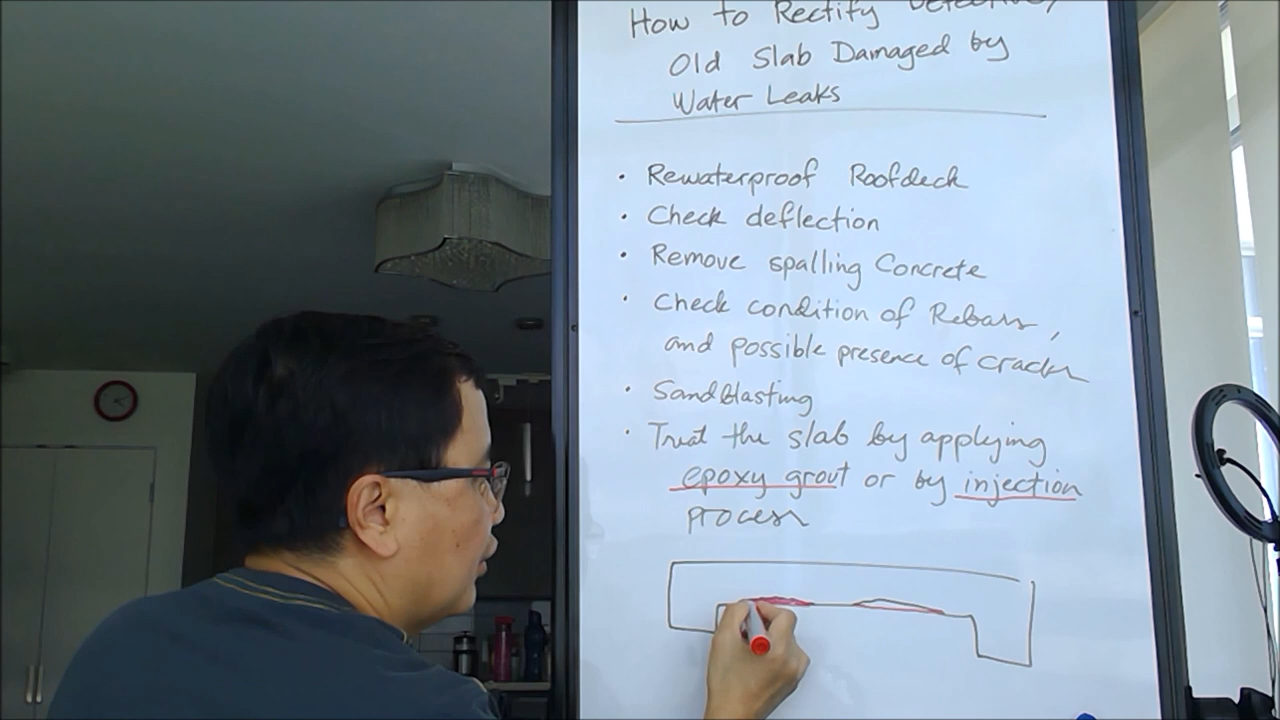 How to Rectify Defective,
Old Slab Damaged by
Water Leaks
• Rewaterproof Roofdeck
• Check deflection
• Remove spalling Concrete
• Check condition of Rebars,
and possible presence of cracks
• Sandblasting
• Treat the slab by applying
epoxy grout or by injection
process